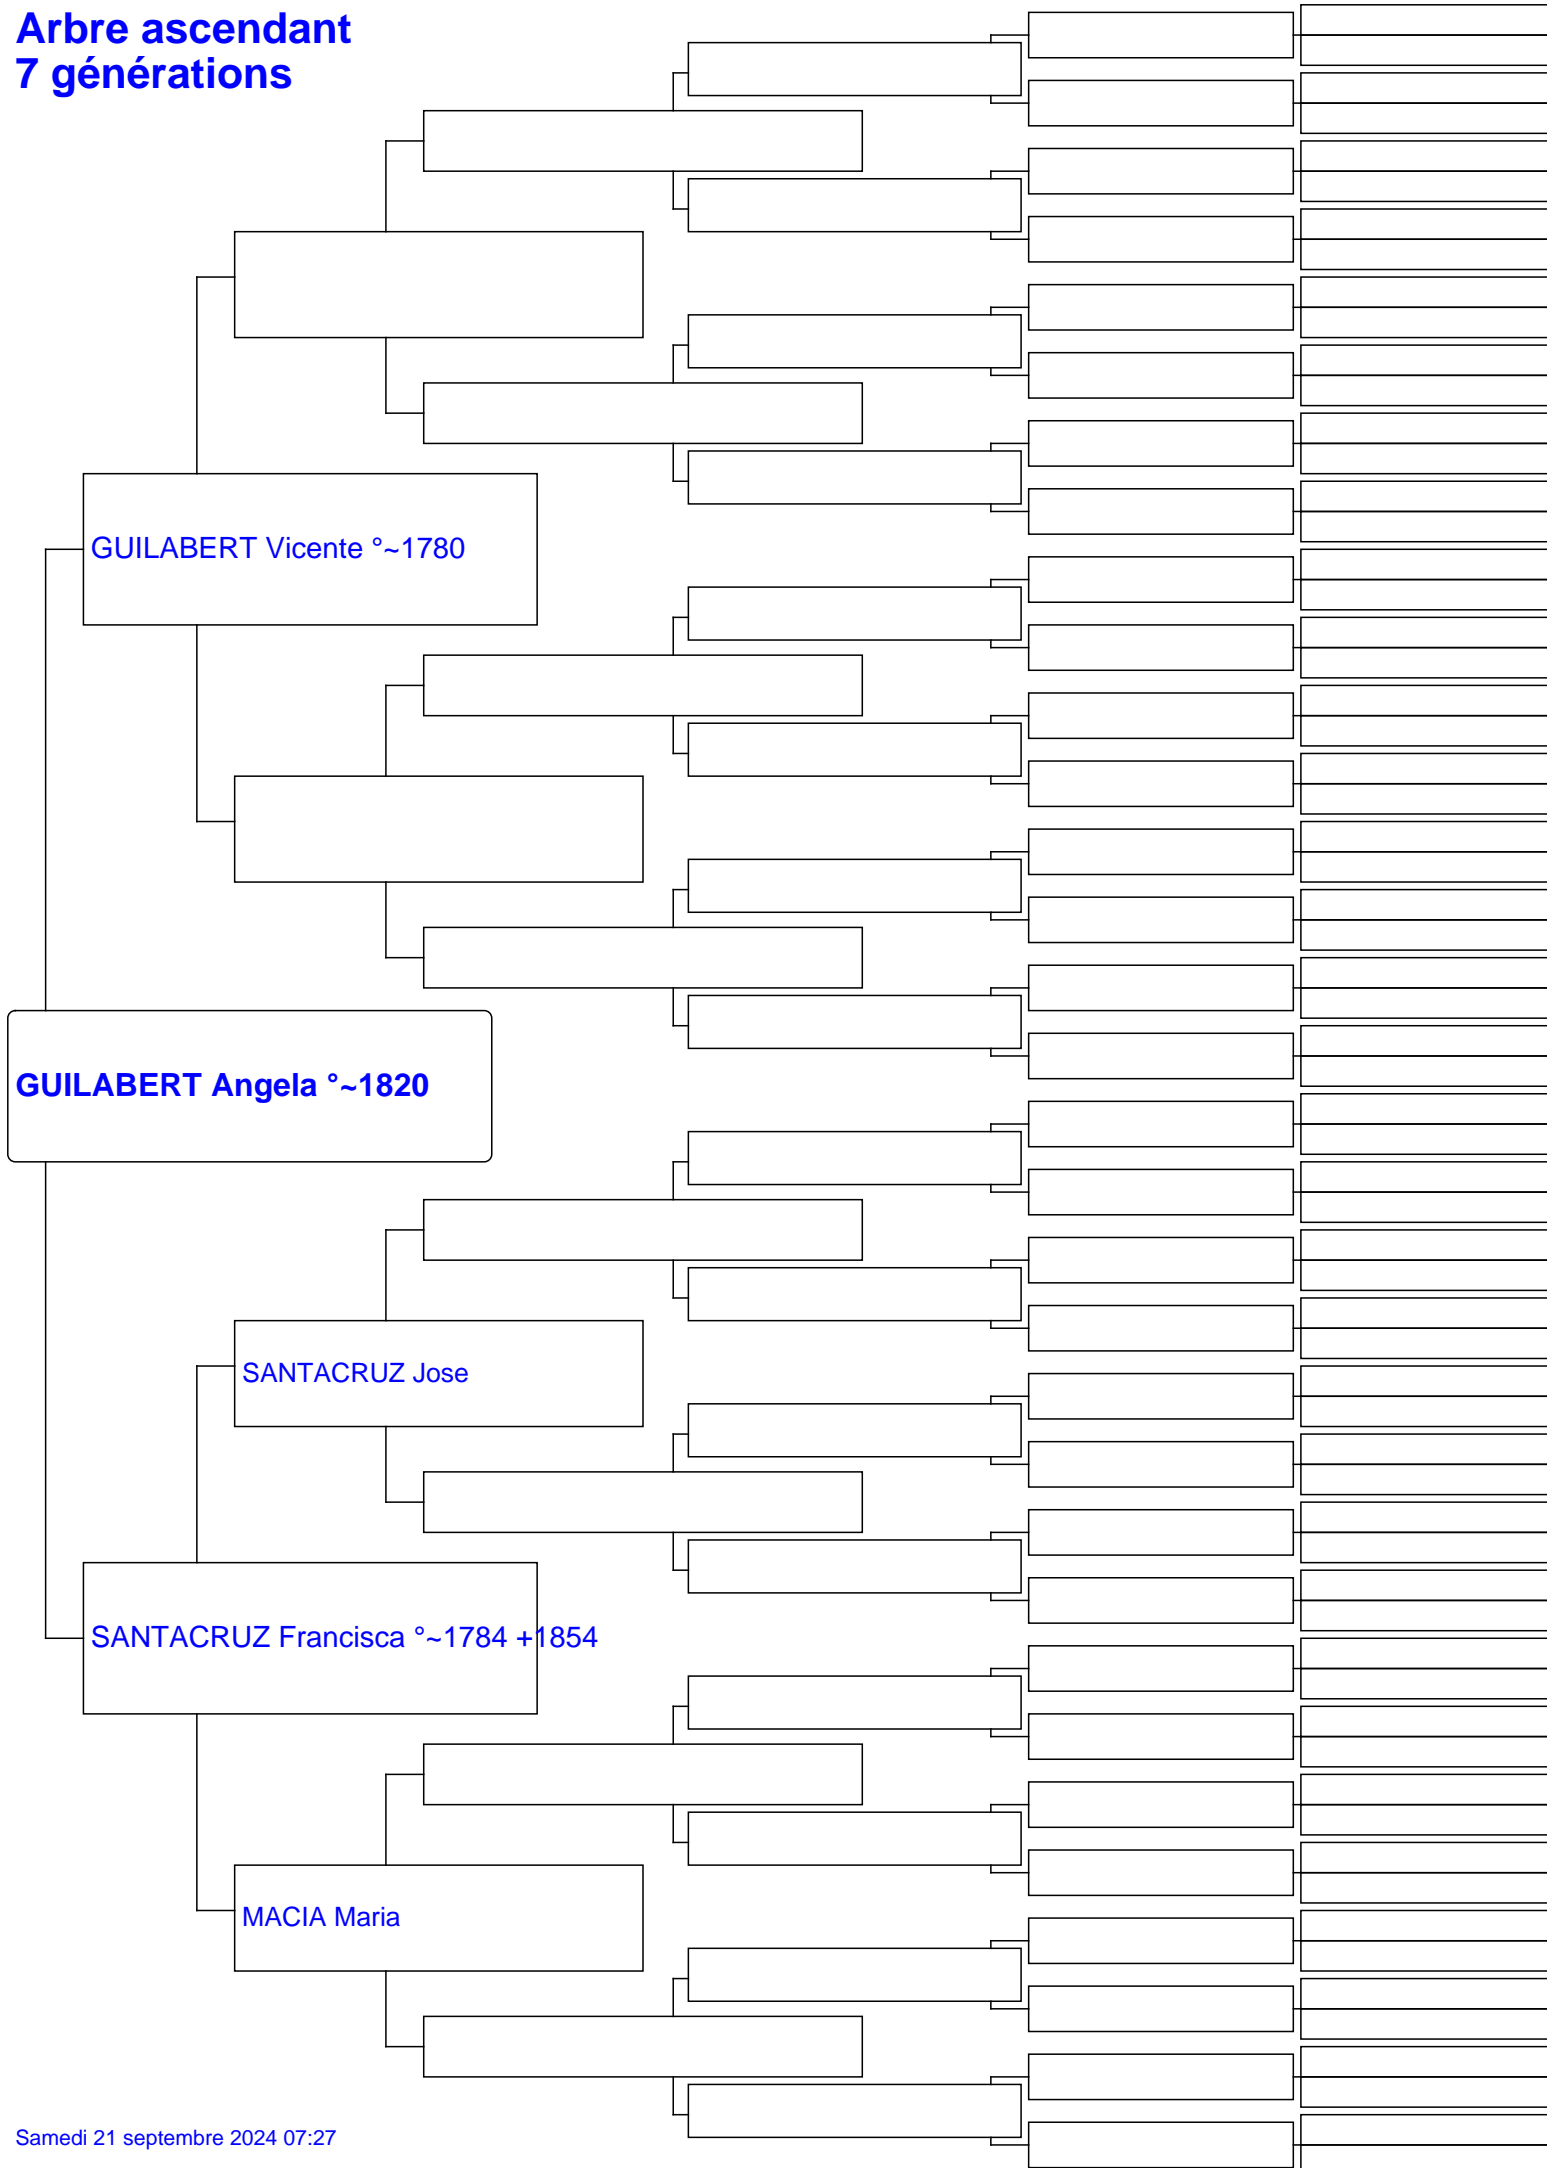 Arbre ascendant
7 générations
GUILABERT Vicente °~1780
GUILABERT Angela °~1820
SANTACRUZ Jose
SANTACRUZ Francisca °~1784 +1854
MACIA Maria
Samedi 21 septembre 2024 07:27